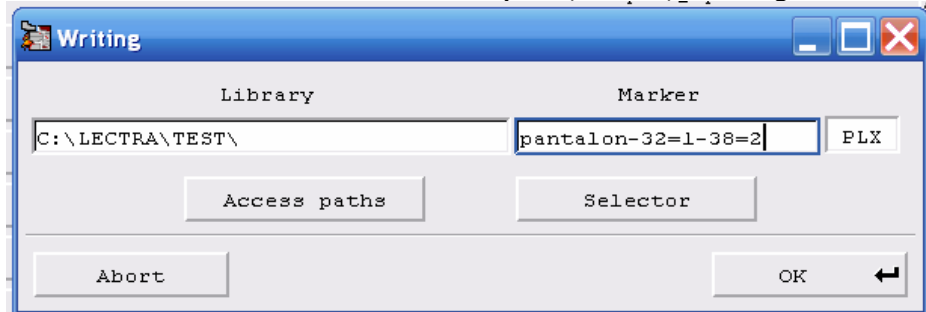 Writing
Library Marker
C:\LECTRA\TEST\ pantalon-32=1-38=2 PLX
Access paths Selector
Abort OK